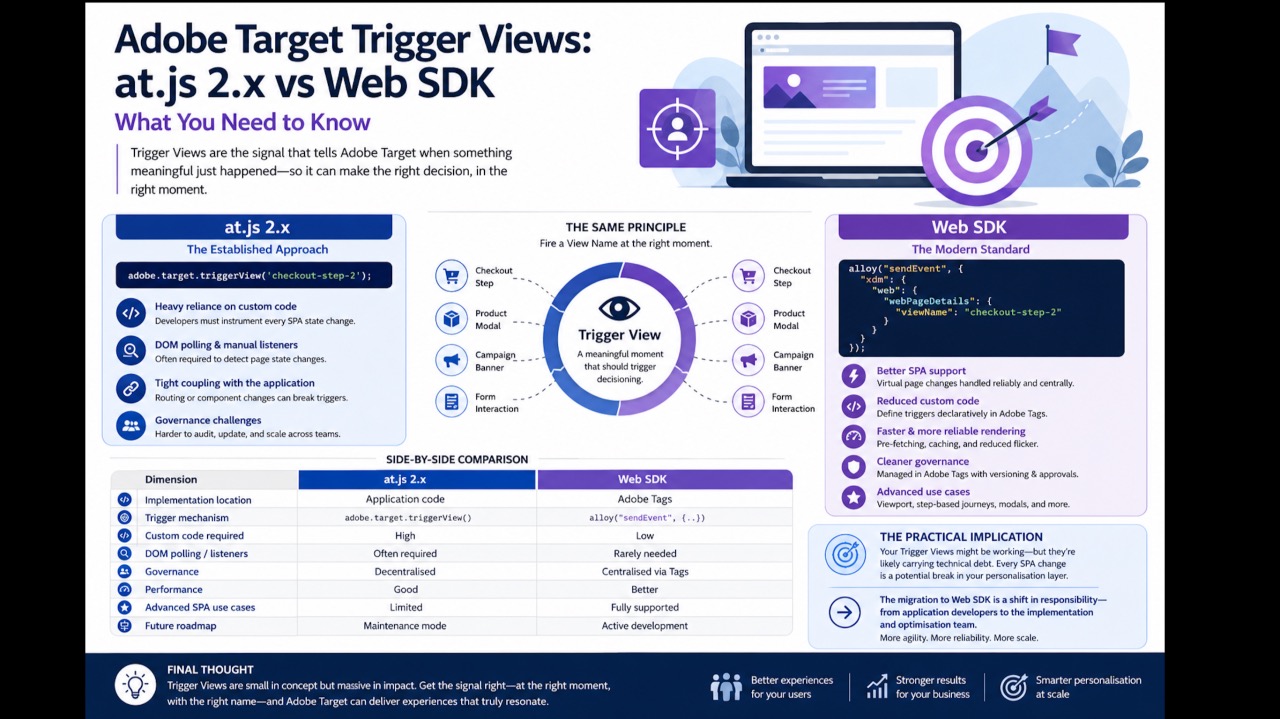 Adobe Target Trigger Views:
at.js 2.x vs Web SDK
What You Need to Know
Trigger Views are the signal that tells Adobe Target when something
meaningful just happened—so it can make the right decision, in the
right moment.
at.js 2.x
The Established Approach
adobe.target.triggerView('checkout-step-2');
Heavy reliance on custom code
Developers must instrument every SPA state change.
DOM polling & manual listeners
Often required to detect page state changes.
Tight coupling with the application
Routing or component changes can break triggers.
Governance challenges
Harder to audit, update, and scale across teams.
THE SAME PRINCIPLE
Fire a View Name at the right moment.
Checkout
Step
Product
Modal
Campaign
Banner
Form
Interaction
Trigger View
A meaningful moment
that should trigger
decisioning.
Checkout
Step
Product
Modal
Campaign
Banner
Form
Interaction
Web SDK
The Modern Standard
alloy("sendEvent", {
"xdm": {
"web": {
"webPageDetails": {
"viewName": "checkout-step-2"
}
}
}
});
Better SPA support
Virtual page changes handled reliably and centrally.
Reduced custom code
Define triggers declaratively in Adobe Tags.
Faster & more reliable rendering
Pre-fetching, caching, and reduced flicker.
Cleaner governance
Managed in Adobe Tags with versioning & approvals.
Advanced use cases
Viewport, step-based journeys, modals, and more.
SIDE-BY-SIDE COMPARISON
Dimension at.js 2.x Web SDK
Implementation location Application code Adobe Tags
Trigger mechanism adobe.target.triggerView() alloy("sendEvent", {..})
Custom code required High Low
DOM polling / listeners Often required Rarely needed
Governance Decentralised Centralised via Tags
Performance Good Better
Advanced SPA use cases Limited Fully supported
Future roadmap Maintenance mode Active development
THE PRACTICAL IMPLICATION
Your Trigger Views might be working—but they're
likely carrying technical debt. Every SPA change
is a potential break in your personalisation layer.
The migration to Web SDK is a shift in responsibility—
from application developers to the implementation
and optimisation team.
More agility. More reliability. More scale.
FINAL THOUGHT
Trigger Views are small in concept but massive in impact. Get the signal right—at the right moment,
with the right name—and Adobe Target can deliver experiences that truly resonate.
Better experiences
for your users
Stronger results
for your business
Smarter personalisation
at scale